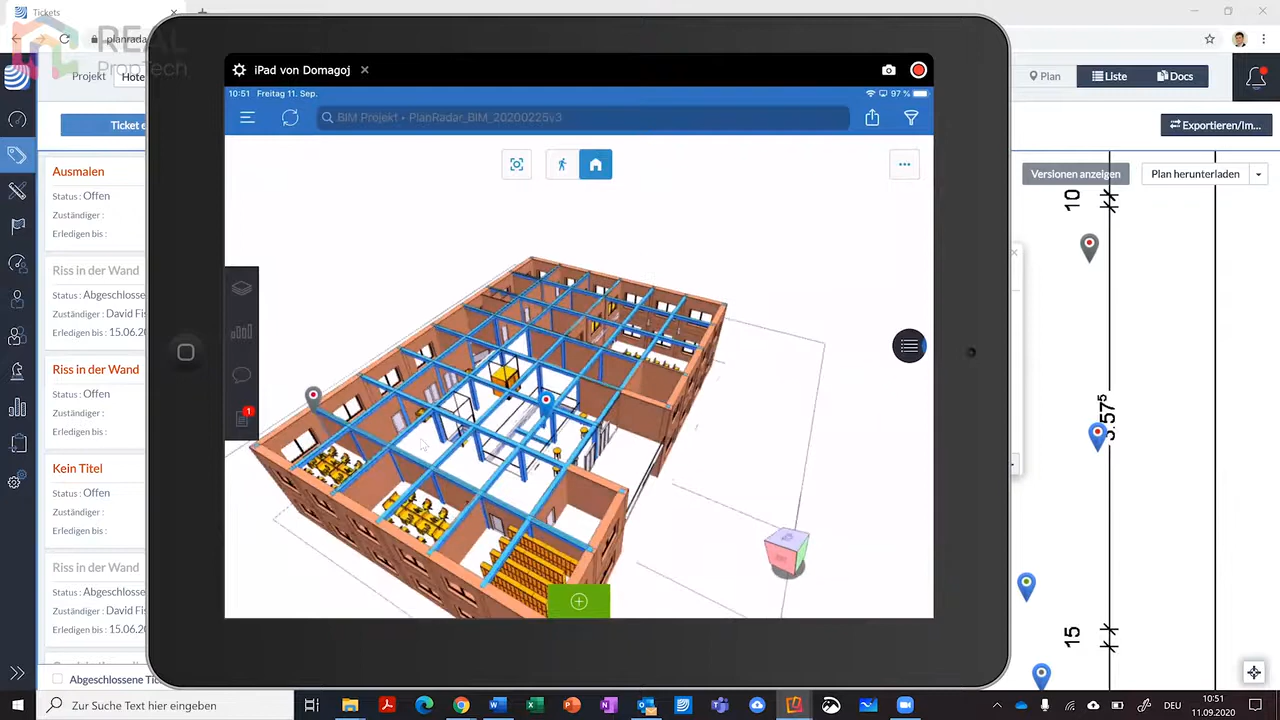 Tickets
REAL
PropTech
planrada
Projekt
Hote
Plan
Liste
Docs
Ticket e
Exportieren/Im...
Versionen anzeigen
Plan herunterladen
iPad von Domagoj
10:51 Freitag 11. Sep.
97 %
BIM Projekt • PlanRadar_BIM_20200225v3
Ausmalen
Status : Offen
Zuständiger :
Erledigen bis :
Riss in der Wand
Status : Abgeschlosse
Zuständiger : David Fi
Erledigen bis : 15.06.20
Riss in der Wand
Status : Offen
Zuständiger :
Erledigen bis :
Kein Titel
Status : Offen
Zuständiger :
Erledigen bis :
Riss in der Wand
Status : Abgeschlosse
Zuständiger : David Fi
Erledigen bis : 15.06.20
Abgeschlossene Tic
1
10
3.57⁵
15
Zur Suche Text hier eingeben
DEU
10:51
11.09.2020